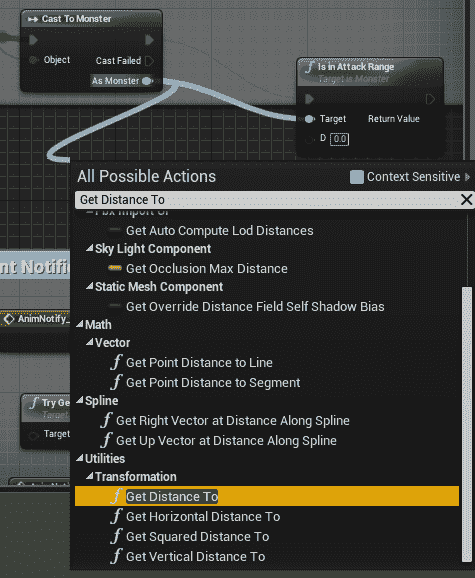 Cast To Monster
Object
Cast Failed
As Monster
Is in Attack Range
Target is Monster
Target
Return Value
D 0.0
All Possible Actions
Context Sensitive
Get Distance To
Get Auto Compute Lod Distances
Sky Light Component
Get Occlusion Max Distance
Static Mesh Component
Get Override Distance Field Self Shadow Bias
Math
Vector
Get Point Distance to Line
Get Point Distance to Segment
Spline
Get Right Vector at Distance Along Spline
Get Up Vector at Distance Along Spline
Utilities
Transformation
Get Distance To
Get Horizontal Distance To
Get Squared Distance To
Get Vertical Distance To
nt Notific
AnimNotify_
Try Ge
Target
Target